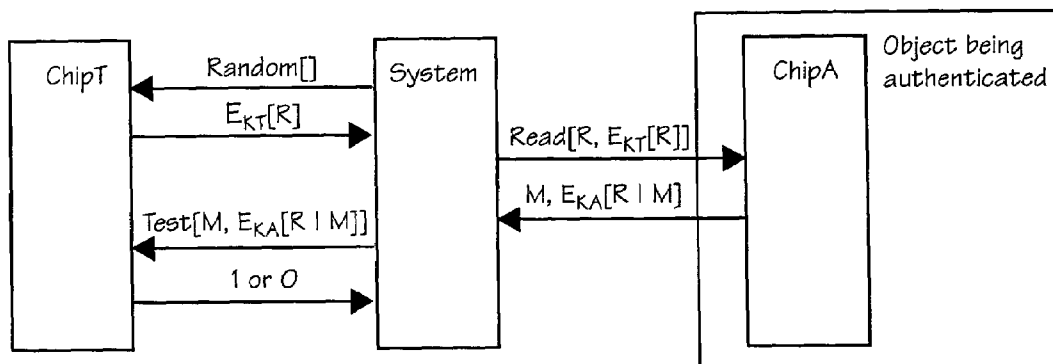 ChipT
System
ChipA
Object being
authenticated
Random[]
E_KT[R]
Read[R, E_KT[R]]
M, E_KA[R | M]
Test[M, E_KA[R | M]]
1 or 0